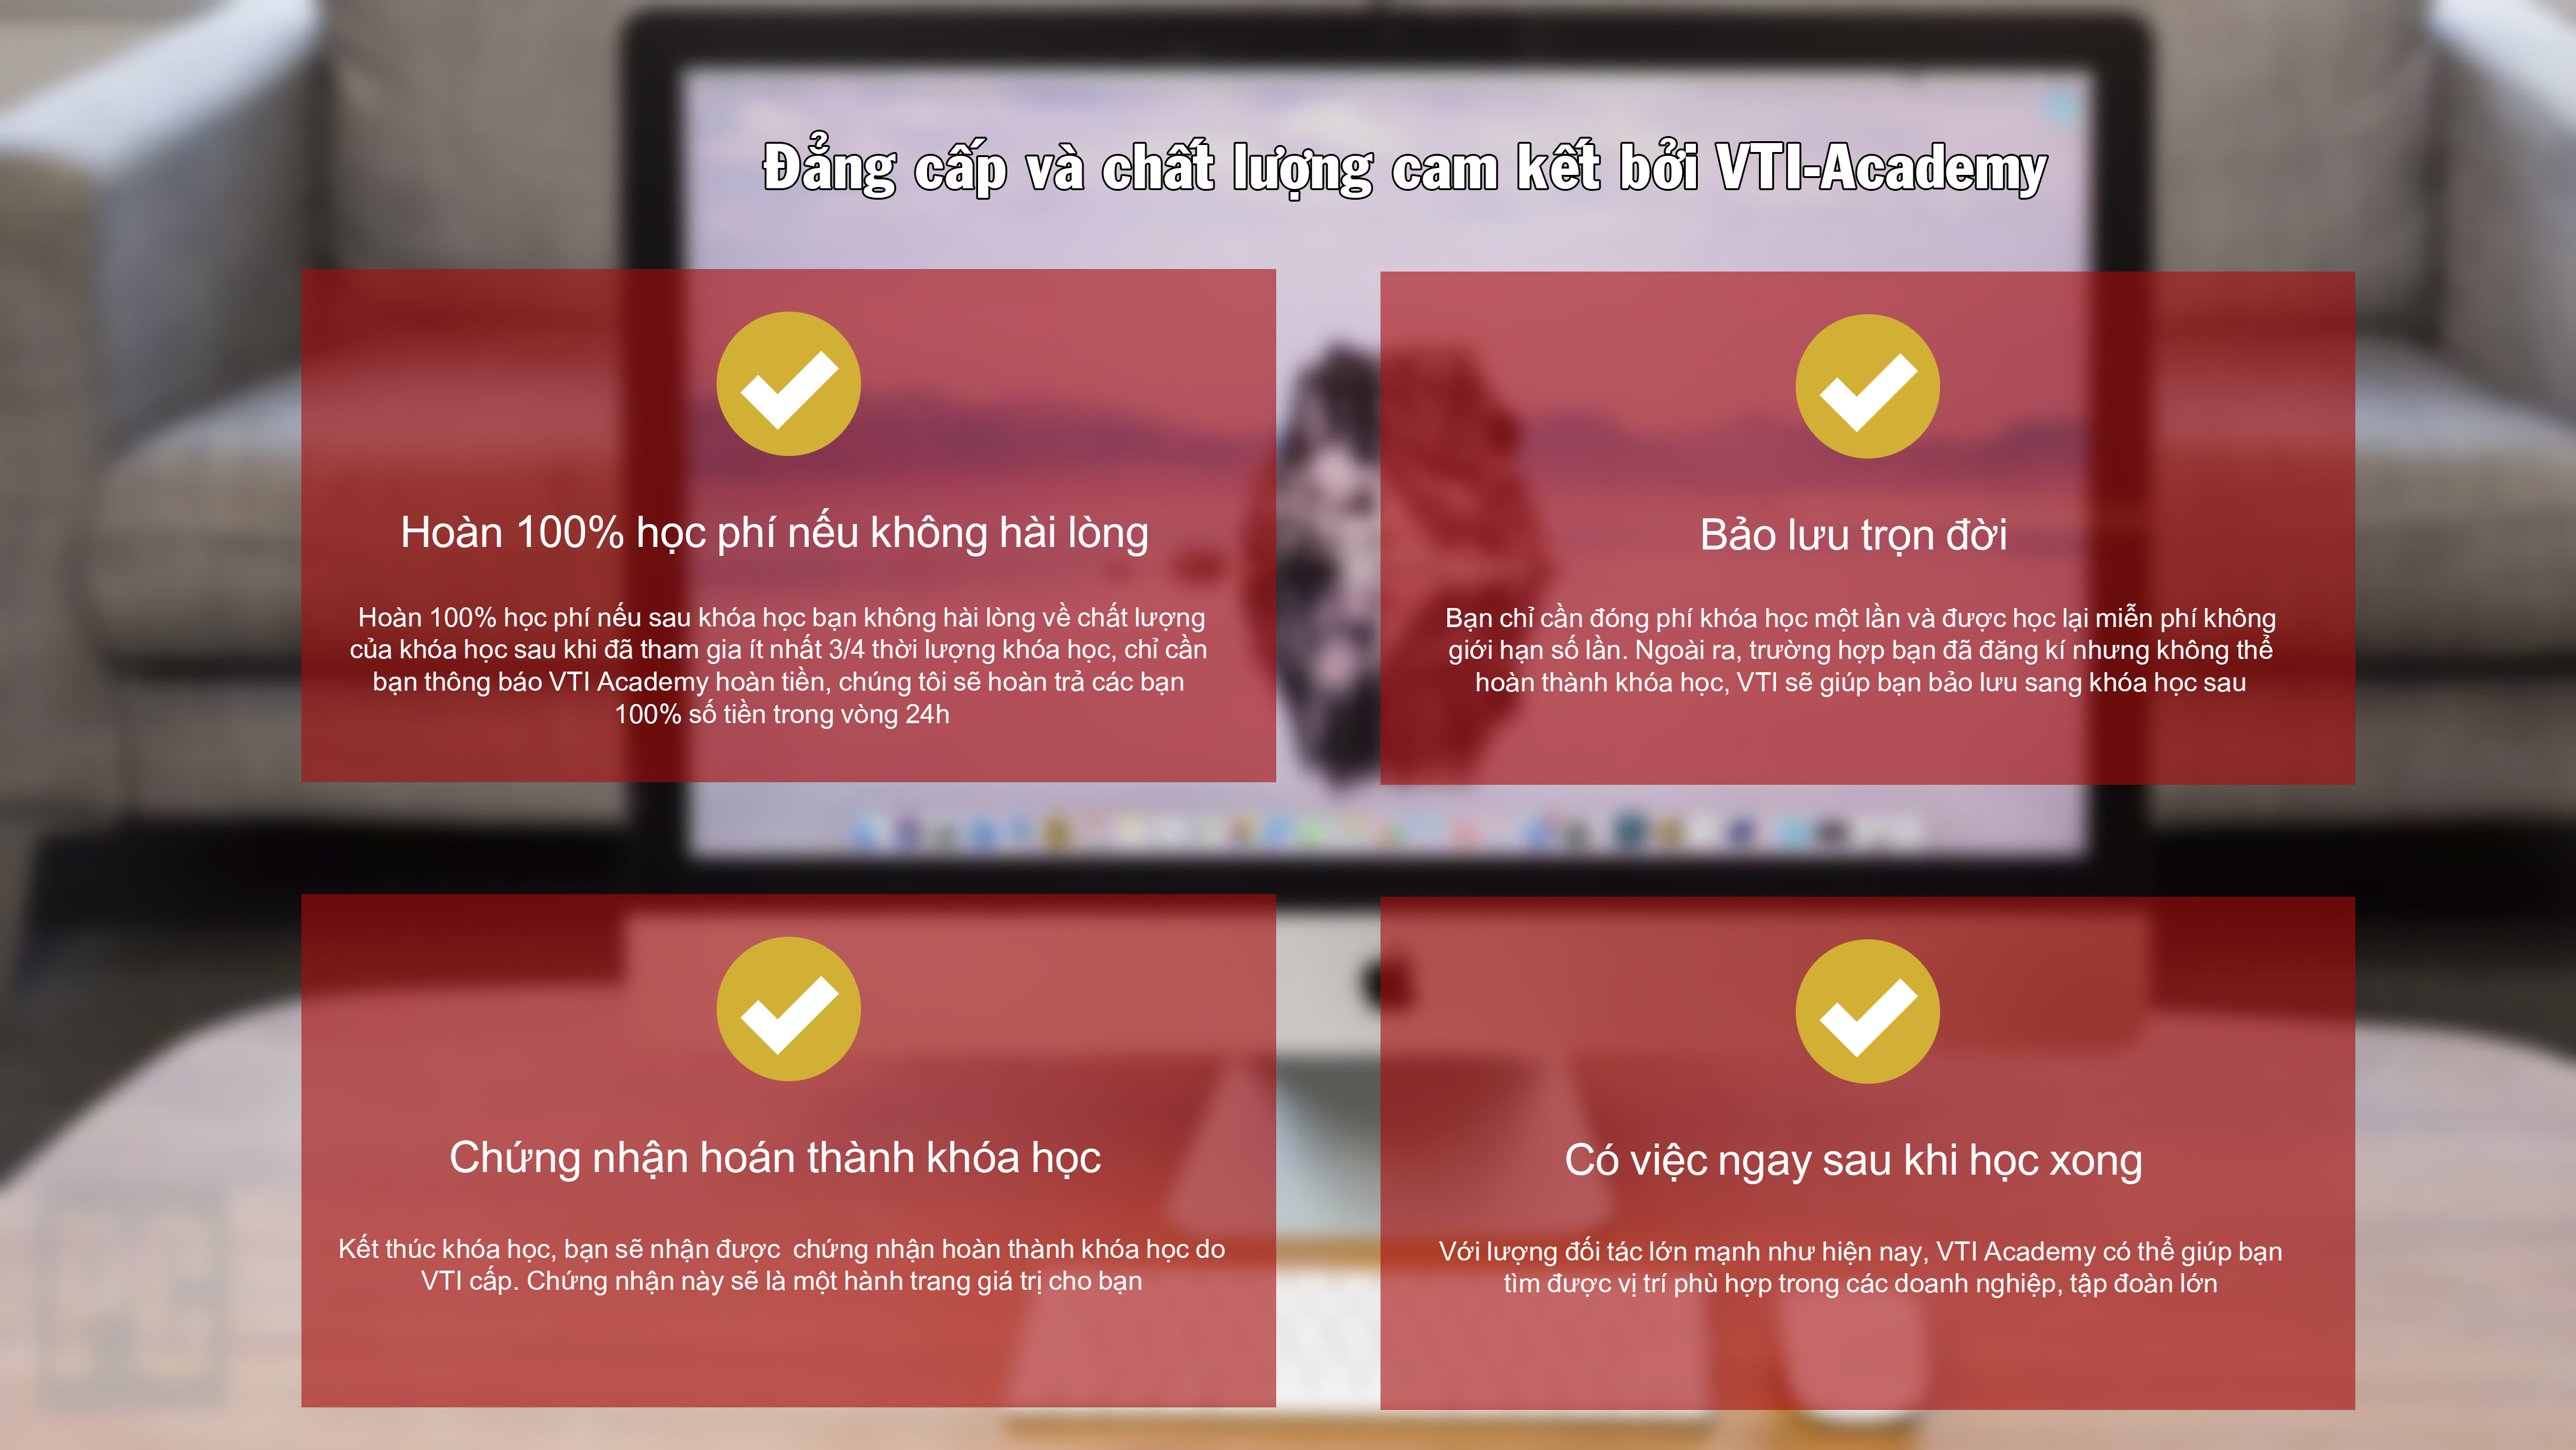 Đẳng cấp và chất lượng cam kết bởi VTI-Academy
Hoàn 100% học phí nếu không hài lòng
Hoàn 100% học phí nếu sau khóa học bạn không hài lòng về chất lượng
của khóa học sau khi đã tham gia ít nhất 3/4 thời lượng khóa học, chỉ cần
bạn thông báo VTI Academy hoàn tiền, chúng tôi sẽ hoàn trả các bạn
100% số tiền trong vòng 24h
Bảo lưu trọn đời
Bạn chỉ cần đóng phí khóa học một lần và được học lại miễn phí không
giới hạn số lần. Ngoài ra, trường hợp bạn đã đăng kí nhưng không thể
hoàn thành khóa học, VTI sẽ giúp bạn bảo lưu sang khóa học sau
Chứng nhận hoán thành khóa học
Kết thúc khóa học, bạn sẽ nhận được  chứng nhận hoàn thành khóa học do
VTI cấp. Chứng nhận này sẽ là một hành trang giá trị cho bạn
Có việc ngay sau khi học xong
Với lượng đối tác lớn mạnh như hiện nay, VTI Academy có thể giúp bạn
tìm được vị trí phù hợp trong các doanh nghiệp, tập đoàn lớn